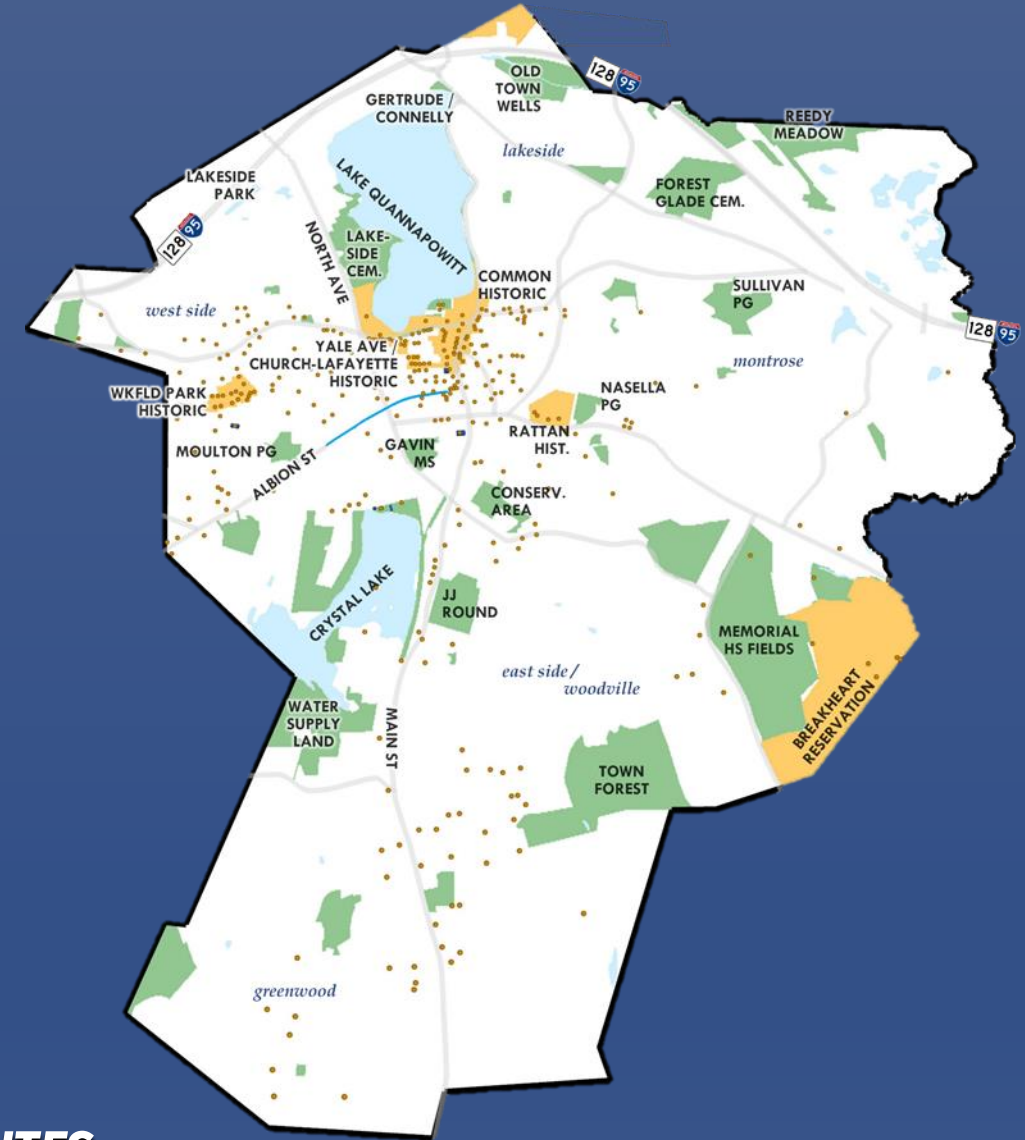 128
95
OLD
TOWN
WELLS
GERTRUDE /
CONNELLY
REEDY
MEADOW
lakeside
LAKESIDE
PARK
LAKE QUANNAPOWITT
FOREST
GLADE CEM.
128
95
NORTH AVE
LAKE-
SIDE
CEM.
COMMON
HISTORIC
SULLIVAN
PG
west side
128
95
YALE AVE /
CHURCH-LAFAYETTE
HISTORIC
montrose
WKFLD PARK
HISTORIC
NASELLA
PG
RATTAN
HIST.
MOULTON PG
GAVIN
MS
ALBION ST
CONSERV.
AREA
CRYSTAL LAKE
JJ
ROUND
MEMORIAL
HS FIELDS
east side/
woodville
BREAKHEART
RESERVATION
WATER
SUPPLY
LAND
MAIN ST
TOWN
FOREST
greenwood